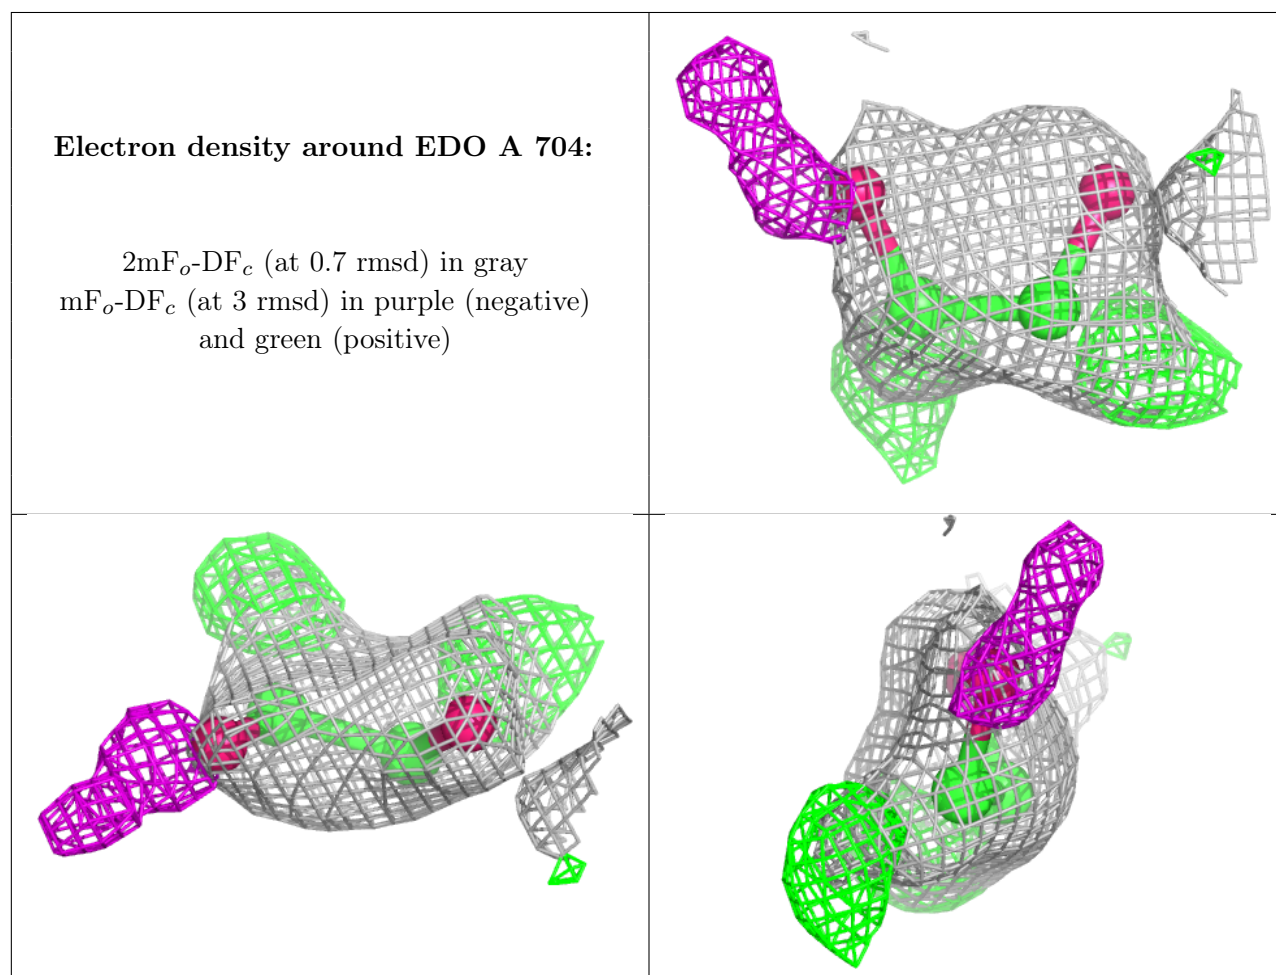 Electron density around EDO A 704:
2mFo-DFc (at 0.7 rmsd) in gray
mFo-DFc (at 3 rmsd) in purple (negative)
and green (positive)